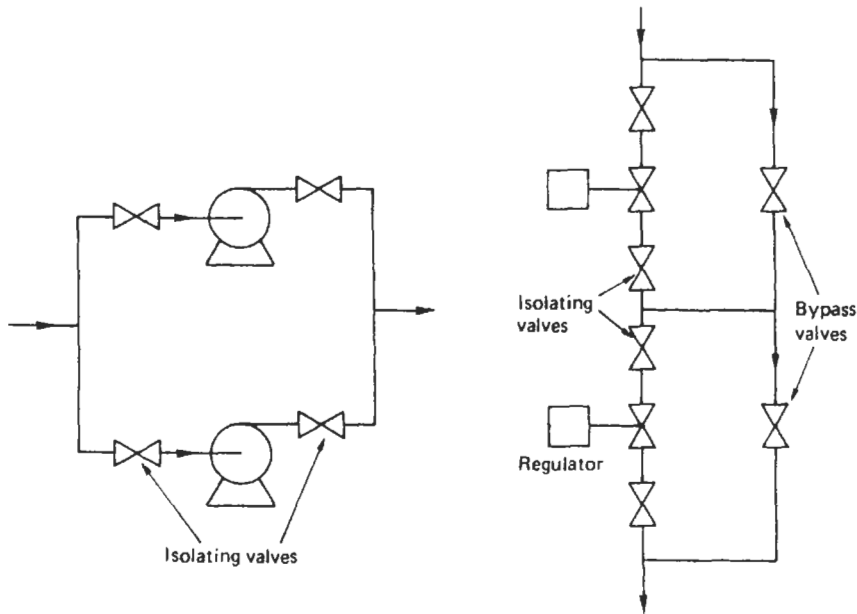 Isolating valves
Isolating
valves
Bypass
valves
Regulator